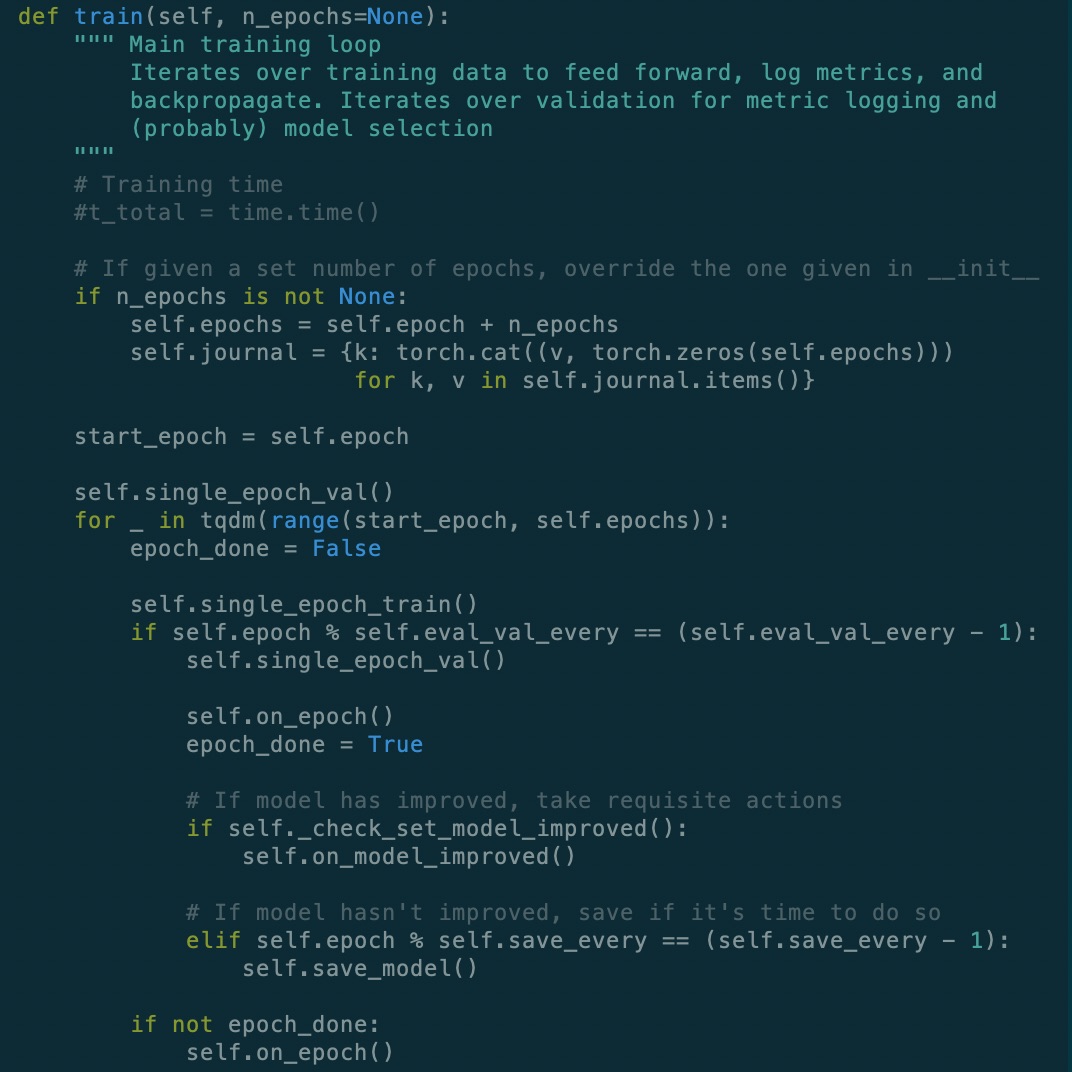 def train(self, n_epochs=None):
    """ Main training loop
        Iterates over training data to feed forward, log metrics, and
        backpropagate. Iterates over validation for metric logging and
        (probably) model selection
    """
    # Training time
    #t_total = time.time()

    # If given a set number of epochs, override the one given in __init__
    if n_epochs is not None:
        self.epochs = self.epoch + n_epochs
        self.journal = {k: torch.cat((v, torch.zeros(self.epochs)))
                        for k, v in self.journal.items()}

    start_epoch = self.epoch

    self.single_epoch_val()
    for _ in tqdm(range(start_epoch, self.epochs)):
        epoch_done = False

        self.single_epoch_train()
        if self.epoch % self.eval_val_every == (self.eval_val_every - 1):
            self.single_epoch_val()

            self.on_epoch()
            epoch_done = True

            # If model has improved, take requisite actions
            if self._check_set_model_improved():
                self.on_model_improved()

            # If model hasn't improved, save if it's time to do so
            elif self.epoch % self.save_every == (self.save_every - 1):
                self.save_model()

        if not epoch_done:
            self.on_epoch()